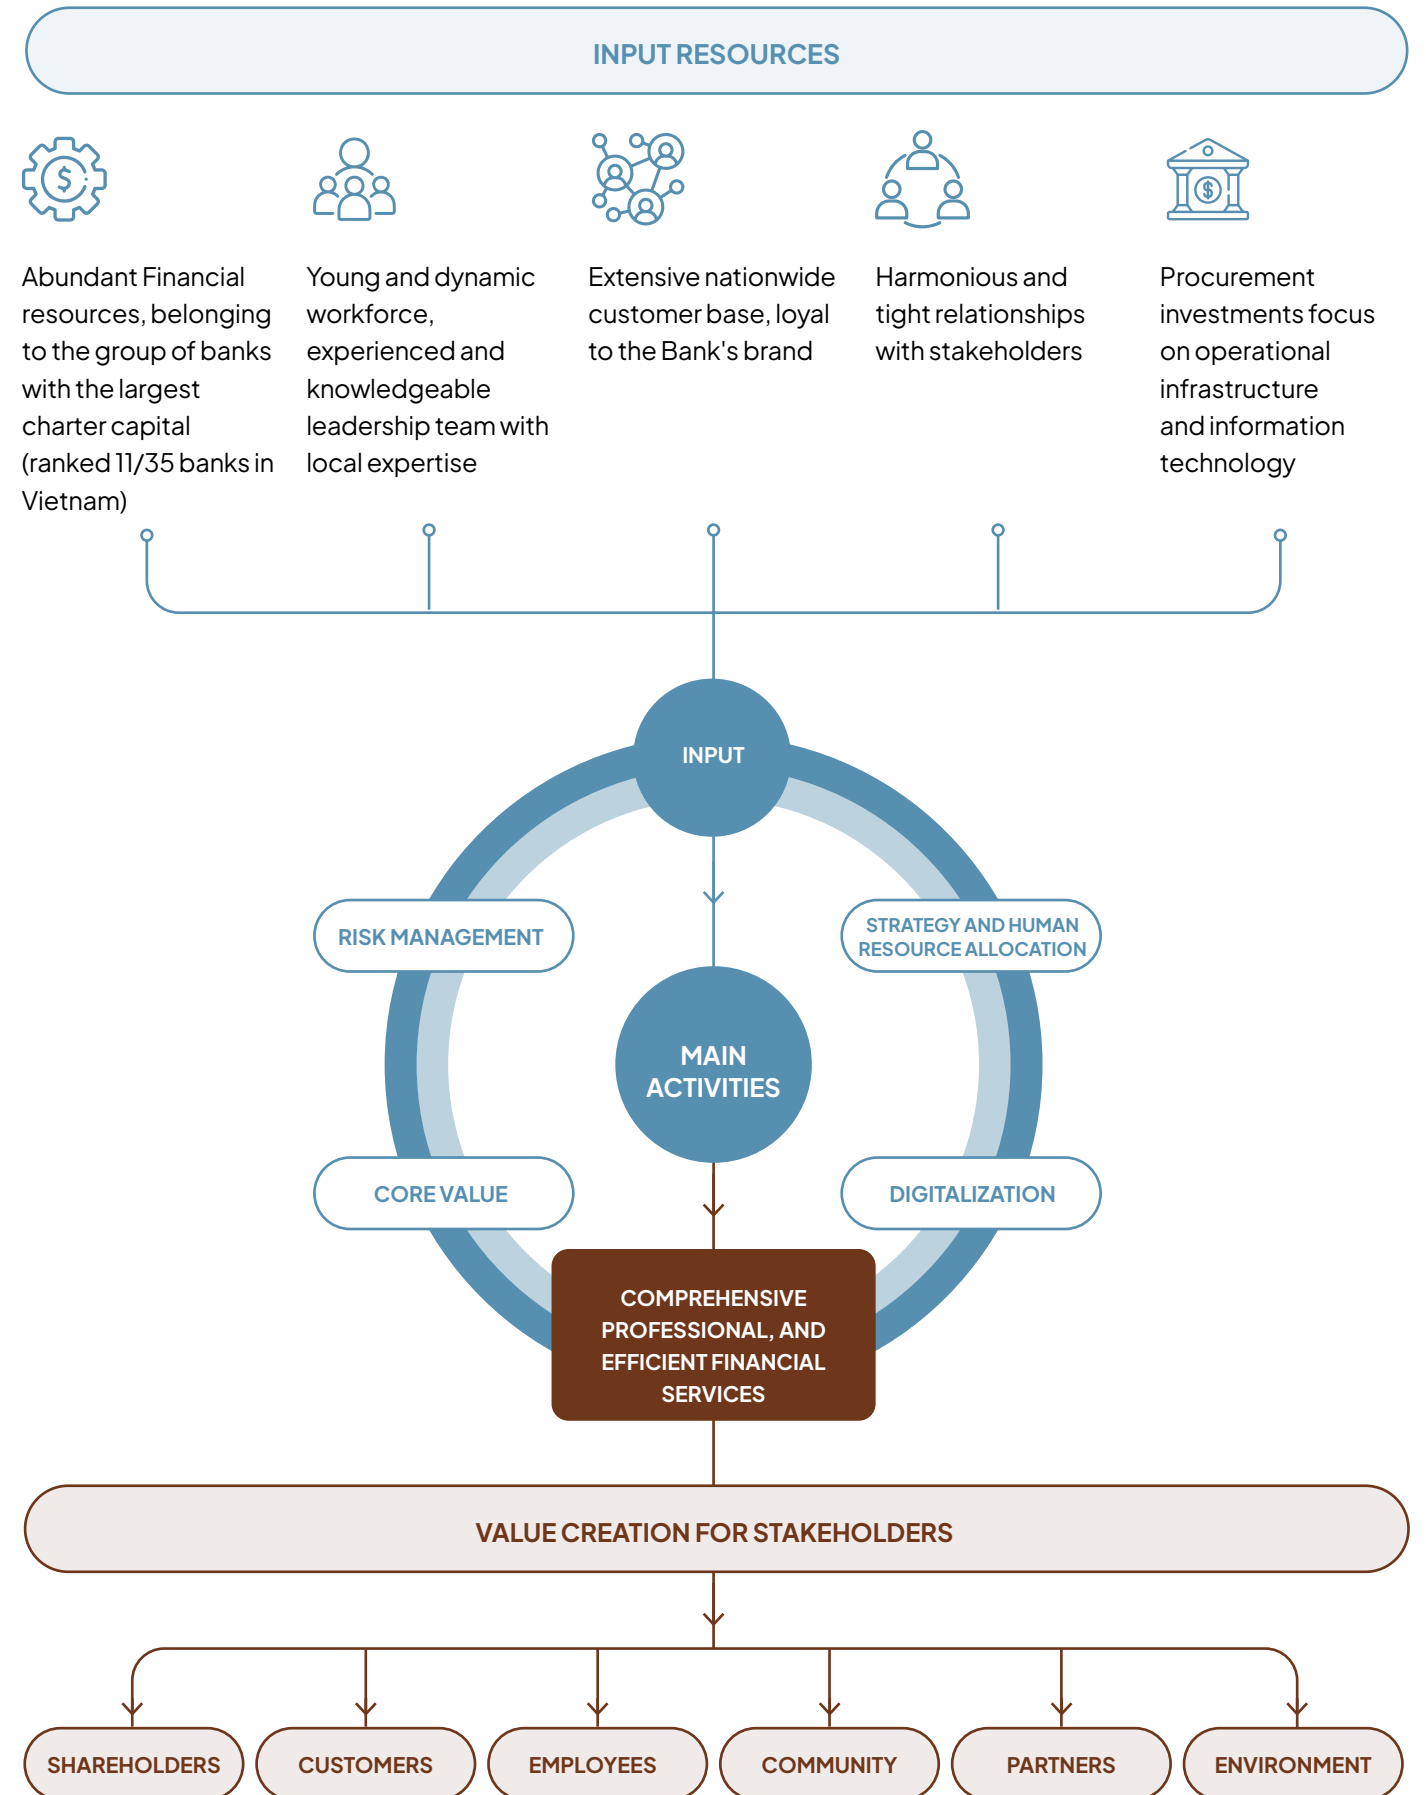 INPUT RESOURCES
Abundant Financial
resources, belonging
to the group of banks
with the largest
charter capital
(ranked 11/35 banks in
Vietnam)
Young and dynamic
workforce,
experienced and
knowledgeable
leadership team with
local expertise
Extensive nationwide
customer base, loyal
to the Bank's brand
Harmonious and
tight relationships
with stakeholders
Procurement
investments focus
on operational
infrastructure
and information
technology
INPUT
RISK MANAGEMENT
STRATEGY AND HUMAN
RESOURCE ALLOCATION
MAIN
ACTIVITIES
CORE VALUE
DIGITALIZATION
COMPREHENSIVE
PROFESSIONAL, AND
EFFICIENT FINANCIAL
SERVICES
VALUE CREATION FOR STAKEHOLDERS
SHAREHOLDERS
CUSTOMERS
EMPLOYEES
COMMUNITY
PARTNERS
ENVIRONMENT